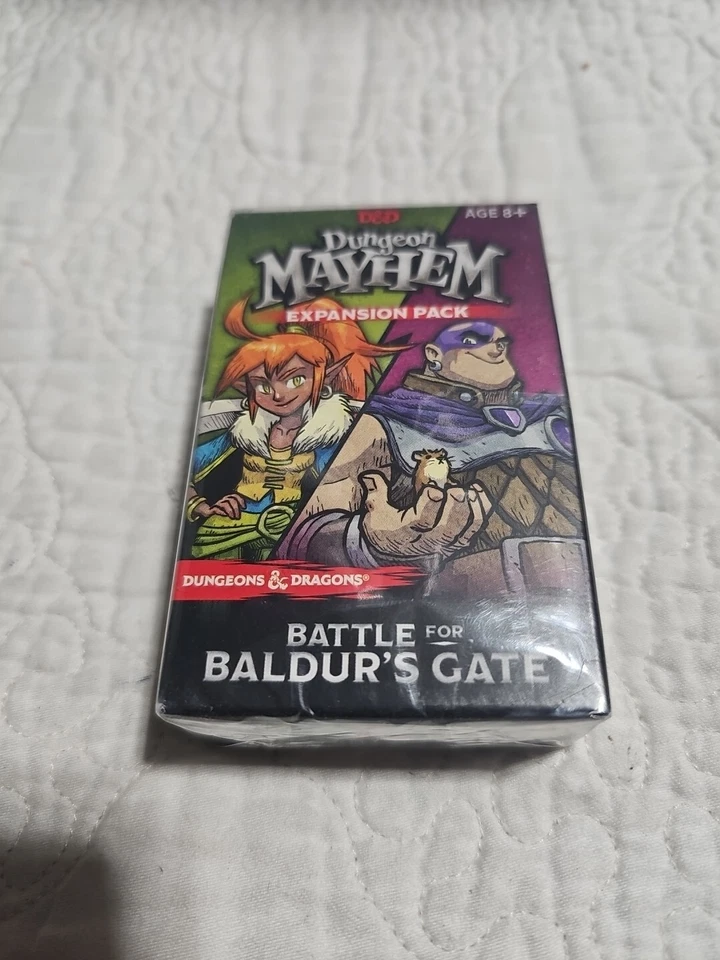 D&D
AGE 8+
Dungeon
MAYHEM
EXPANSION PACK
DUNGEONS & DRAGONS®
BATTLE FOR
BALDUR'S GATE